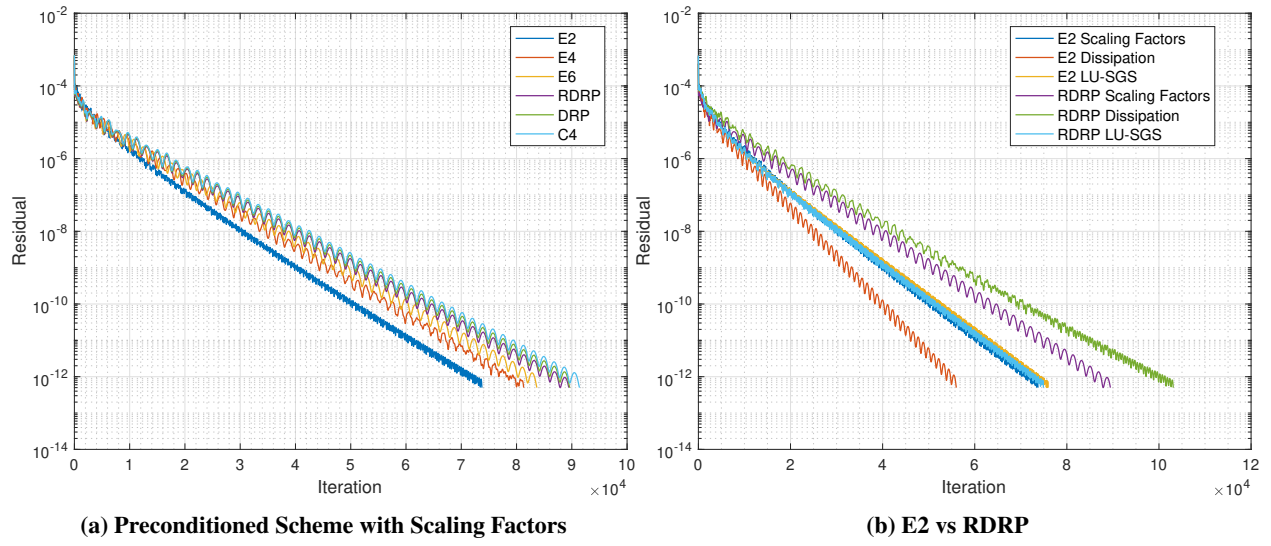 10^-2
10^-4
10^-6
10^-8
10^-10
10^-12
10^-14
Residual
0 1 2 3 4 5 6 7 8 9 10
Iteration
×10^4
E2
E4
E6
RDRP
DRP
C4
(a) Preconditioned Scheme with Scaling Factors
10^-2
10^-4
10^-6
10^-8
10^-10
10^-12
10^-14
Residual
0 2 4 6 8 10 12
Iteration
×10^4
E2 Scaling Factors
E2 Dissipation
E2 LU-SGS
RDRP Scaling Factors
RDRP Dissipation
RDRP LU-SGS
(b) E2 vs RDRP